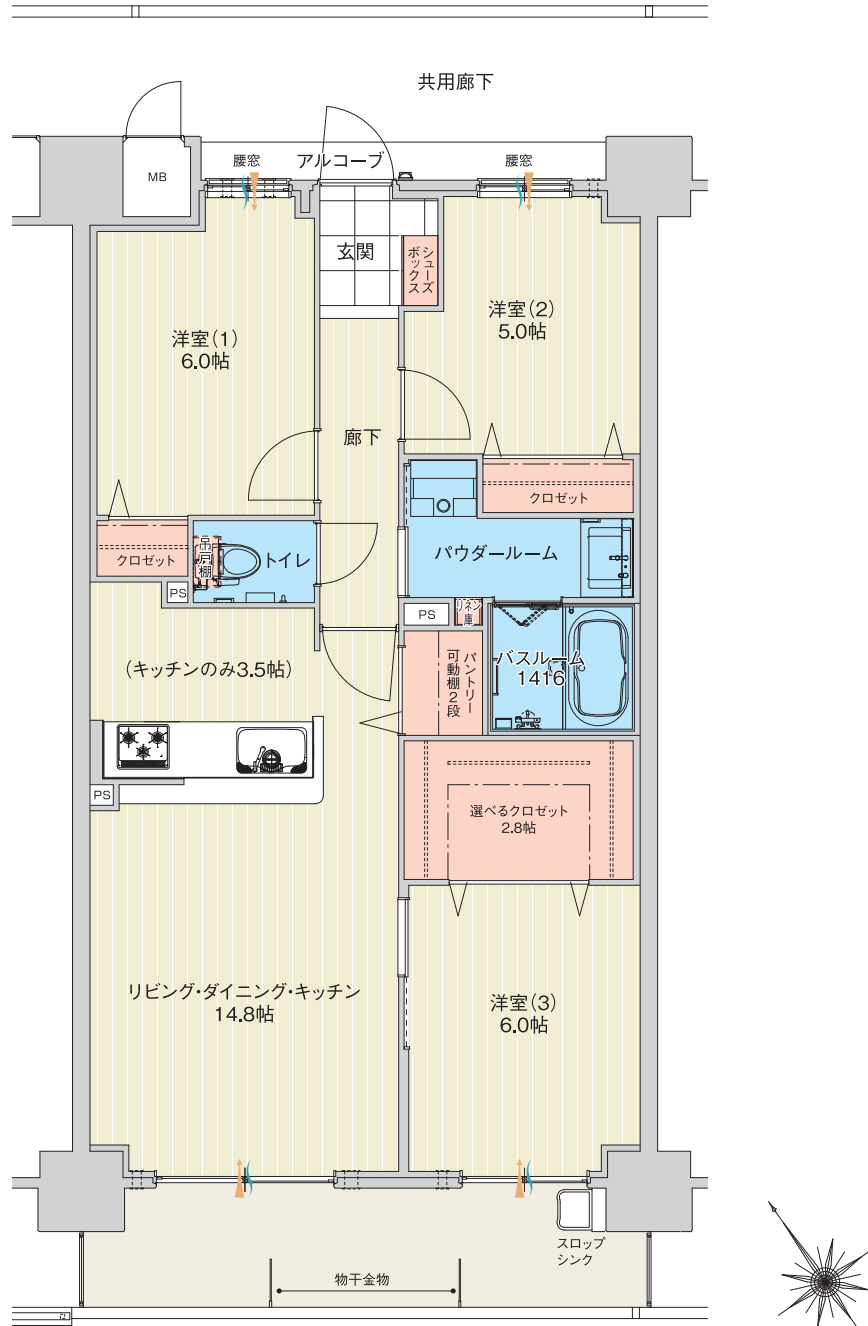 共用廊下
MB
腰窓
アルコーブ
腰窓
玄関
シューズ
ボックス
洋室(1)
6.0帖
洋室(2)
5.0帖
廊下
クロゼット
クロゼット
吊戸棚
トイレ
パウダールーム
PS
PS
リネン
庫
(キッチンのみ3.5帖)
パントリー
可動棚2段
バスルーム
1416
PS
選べるクロゼット
2.8帖
リビング・ダイニング・キッチン
14.8帖
洋室(3)
6.0帖
スロップ
シンク
物干金物